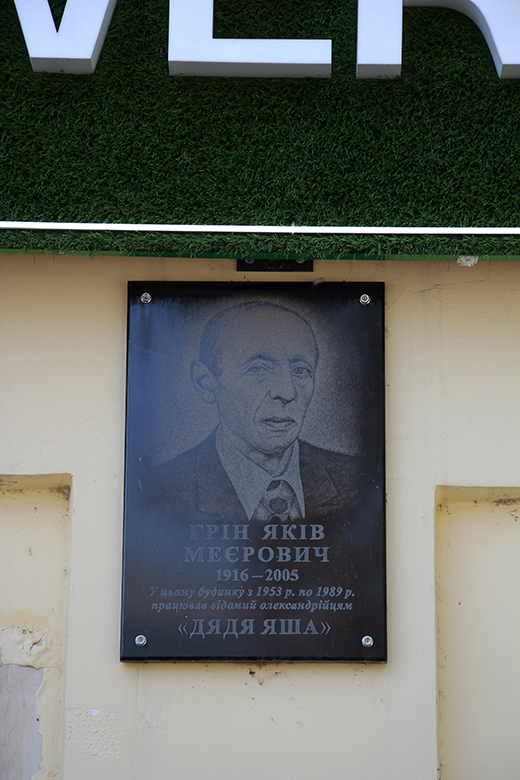 ГРІН ЯКІВ
МЕЄРОВИЧ
1916 – 2005
У цьому будинку з 1953 р. по 1989 р.
працював відомий олександрійцям
«ДЯДЯ ЯША»